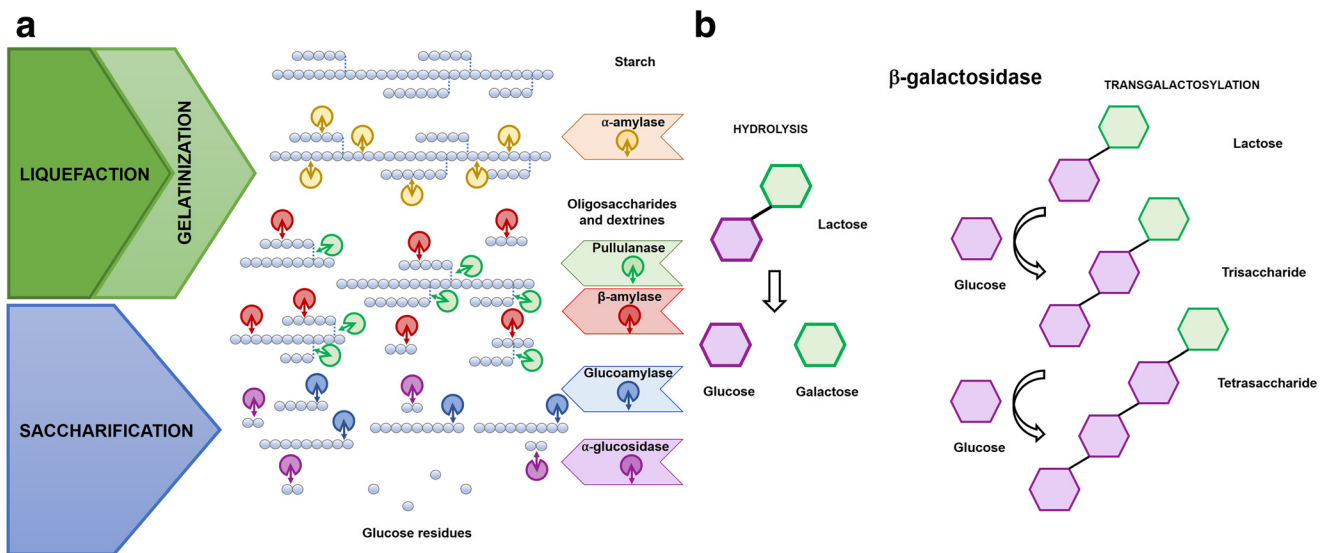 a
LIQUEFACTION
GELATINIZATION
SACCHARIFICATION
Starch
α-amylase
Oligosaccharides
and dextrines
Pullulanase
β-amylase
Glucoamylase
α-glucosidase
Glucose residues
b
HYDROLYSIS
Lactose
Glucose
Galactose
β-galactosidase
TRANSGALACTOSYLATION
Lactose
Glucose
Trisaccharide
Glucose
Tetrasaccharide